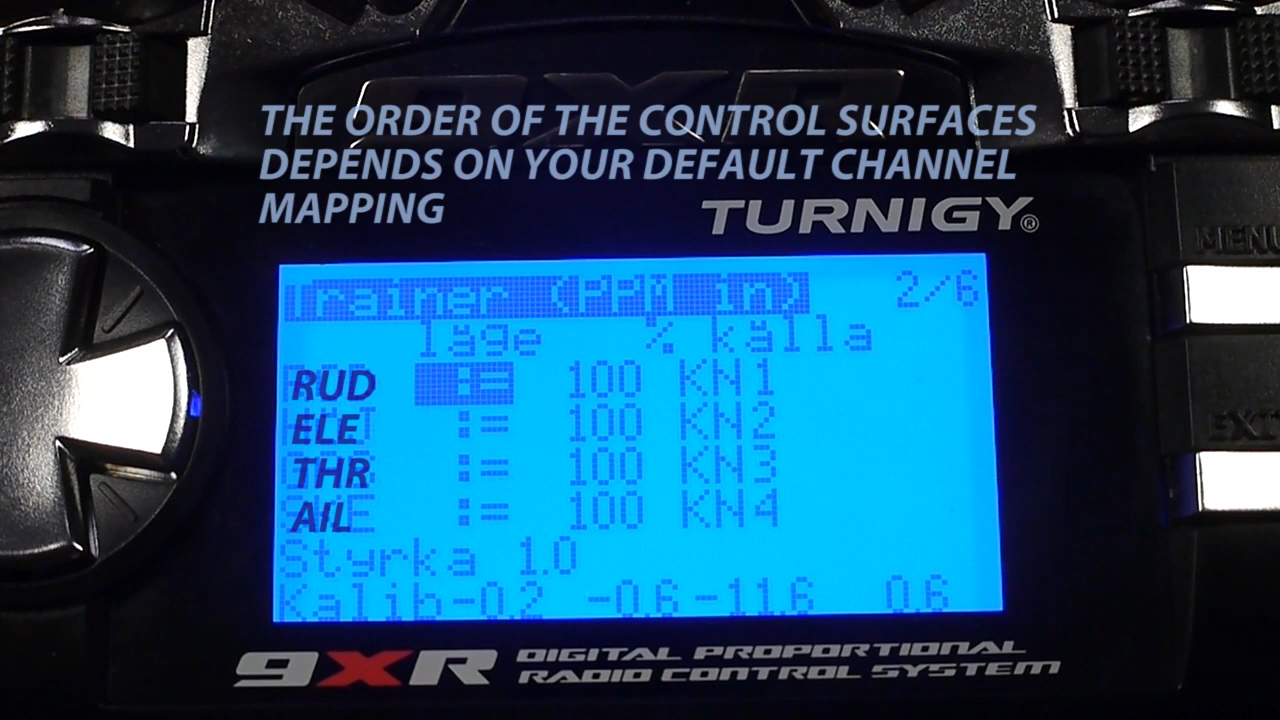 THE ORDER OF THE CONTROL SURFACES
DEPENDS ON YOUR DEFAULT CHANNEL
MAPPING
TURNIGY®
MENU
Trainer (PPM in) 2/6
läge % källa
RUD := 100 KN1
ELE := 100 KN2
THR := 100 KN3
AIL := 100 KN4
Styrka 1.0
Kalib -0.2 -0.6 -11.6 0.6
EXIT
9XR DIGITAL PROPORTIONAL
RADIO CONTROL SYSTEM